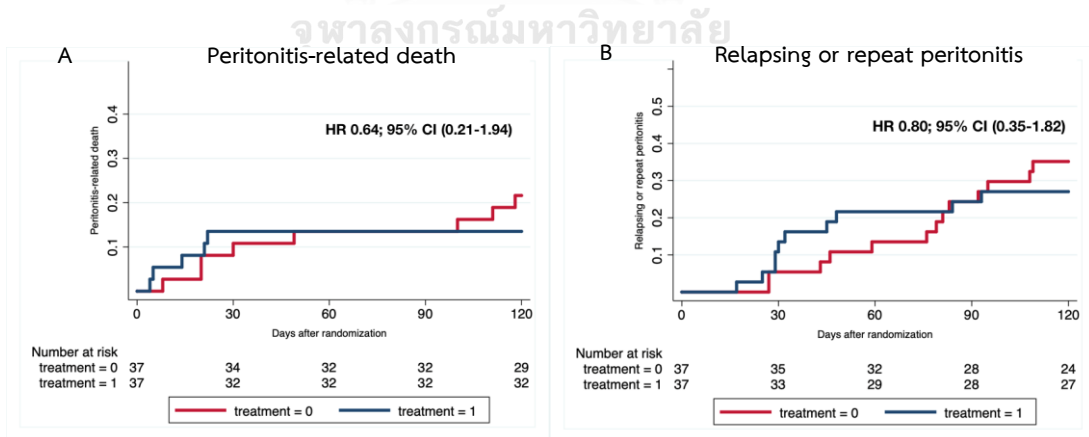 จุฬาลงกรณ์มหาวิทยาลัย
A Peritonitis-related death
HR 0.64; 95% CI (0.21-1.94)
Peritonitis-related death
0.4
0.3
0.2
0.1
0 30 60 90 120
Days after randomization
Number at risk
treatment = 0 37 34 32 32 29
treatment = 1 37 32 32 32 32
treatment = 0 treatment = 1
B Relapsing or repeat peritonitis
HR 0.80; 95% CI (0.35-1.82)
Relapsing or repeat peritonitis
0.5
0.4
0.3
0.2
0.1
0 30 60 90 120
Days after randomization
Number at risk
treatment = 0 37 35 32 28 24
treatment = 1 37 33 29 28 27
treatment = 0 treatment = 1